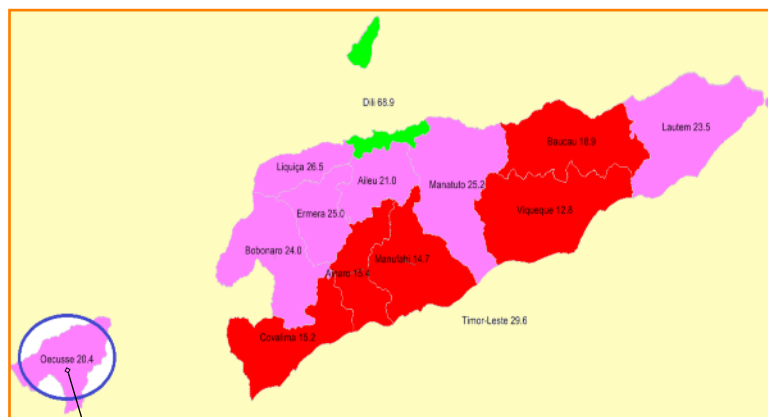 Dili 68.9
Lautem 23.5
Baucau 18.9
Liquiça 26.5
Aileu 21.0
Manatuto 25.2
Ermera 25.0
Viqueque 12.6
Bobonaro 24.0
Manufahi 14.7
Ainaro 15.4
Timor-Leste 29.6
Covalima 15.2
Oecusse 20.4